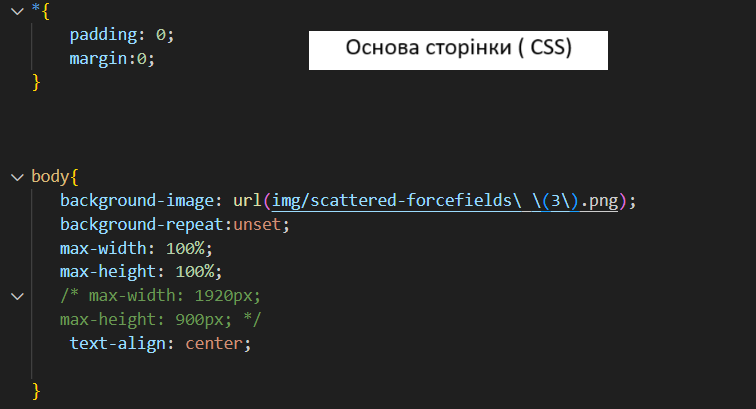 *{
padding: 0;
Основа сторінки ( CSS)
margin:0;
}
body{
background-image: url(img/scattered-forcefields\ \(3\).png);
background-repeat:unset;
max-width: 100%;
max-height: 100%;
/* max-width: 1920px;
max-height: 900px; */
text-align: center;
}